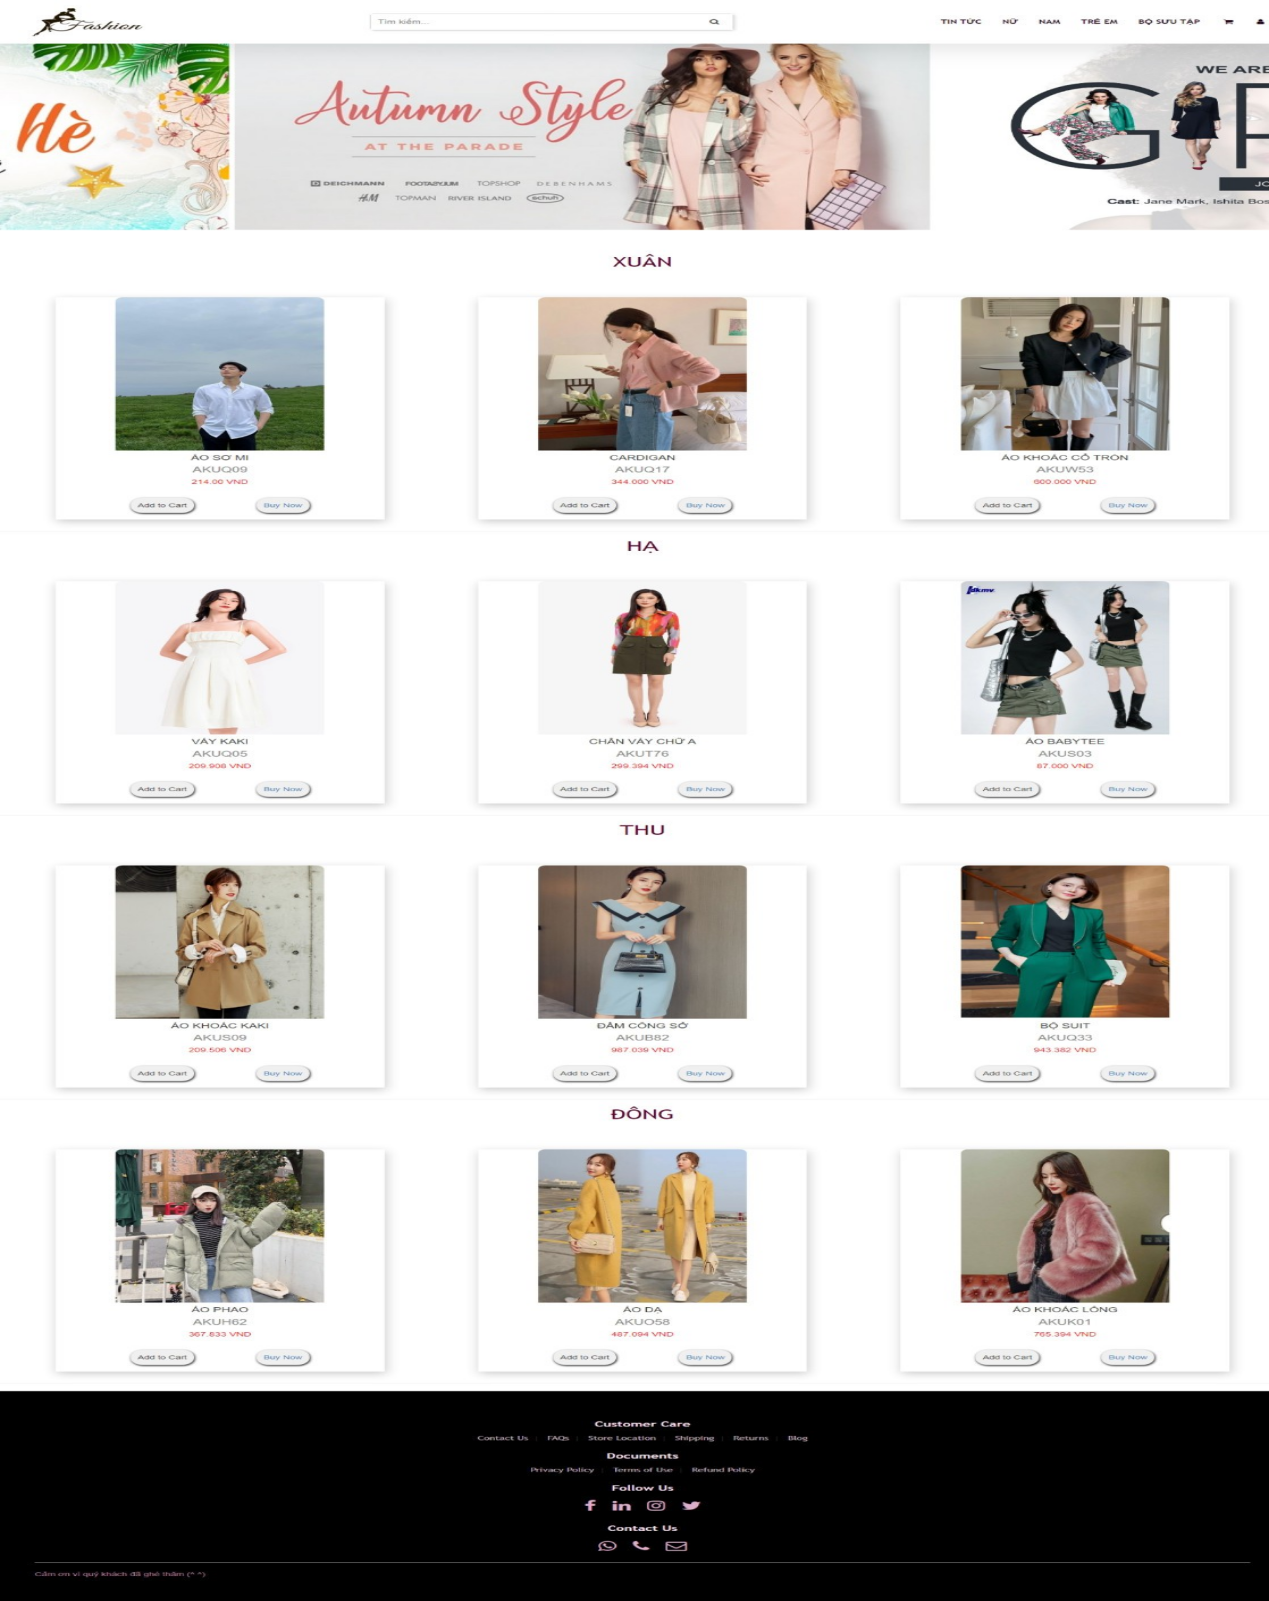 Fashion
Tìm kiếm...
TIN TỨC NỮ NAM TRẺ EM BỘ SƯU TẬP
Hè
Autumn Style
AT THE PARADE
DEICHMANN FOOTASYLUM TOPSHOP DEBENHAMS
H&M TOPMAN RIVER ISLAND schuh
WE ARE
G
JO
Cast: Jane Mark, Ishita Bos
XUÂN
ÁO SƠ MI CARDIGAN ÁO KHOÁC CỔ TRÒN
AKUQ09 AKUQ17 AKUW53
214.00 VND 344.000 VND 600.000 VND
Add to Cart Buy Now Add to Cart Buy Now Add to Cart Buy Now
HẠ
VÁY KAKI CHÂN VÁY CHỮ A ÁO BABYTEE
AKUQ05 AKUT76 AKUS03
209.908 VND 299.394 VND 87.000 VND
Add to Cart Buy Now Add to Cart Buy Now Add to Cart Buy Now
THU
ÁO KHOÁC KAKI ĐẦM CÔNG SỞ BỘ SUIT
AKUS09 AKUB82 AKUQ33
209.506 VND 987.039 VND 943.382 VND
Add to Cart Buy Now Add to Cart Buy Now Add to Cart Buy Now
ĐÔNG
ÁO PHAO ÁO DẠ ÁO KHOÁC LÔNG
AKUH62 AKUO58 AKUK01
367.833 VND 487.094 VND 765.394 VND
Add to Cart Buy Now Add to Cart Buy Now Add to Cart Buy Now
Customer Care
Contact Us FAQs Store Location Shipping Returns Blog
Documents
Privacy Policy Terms of Use Refund Policy
Follow Us
Contact Us
Cảm ơn vì quý khách đã ghé thăm (^ ^)